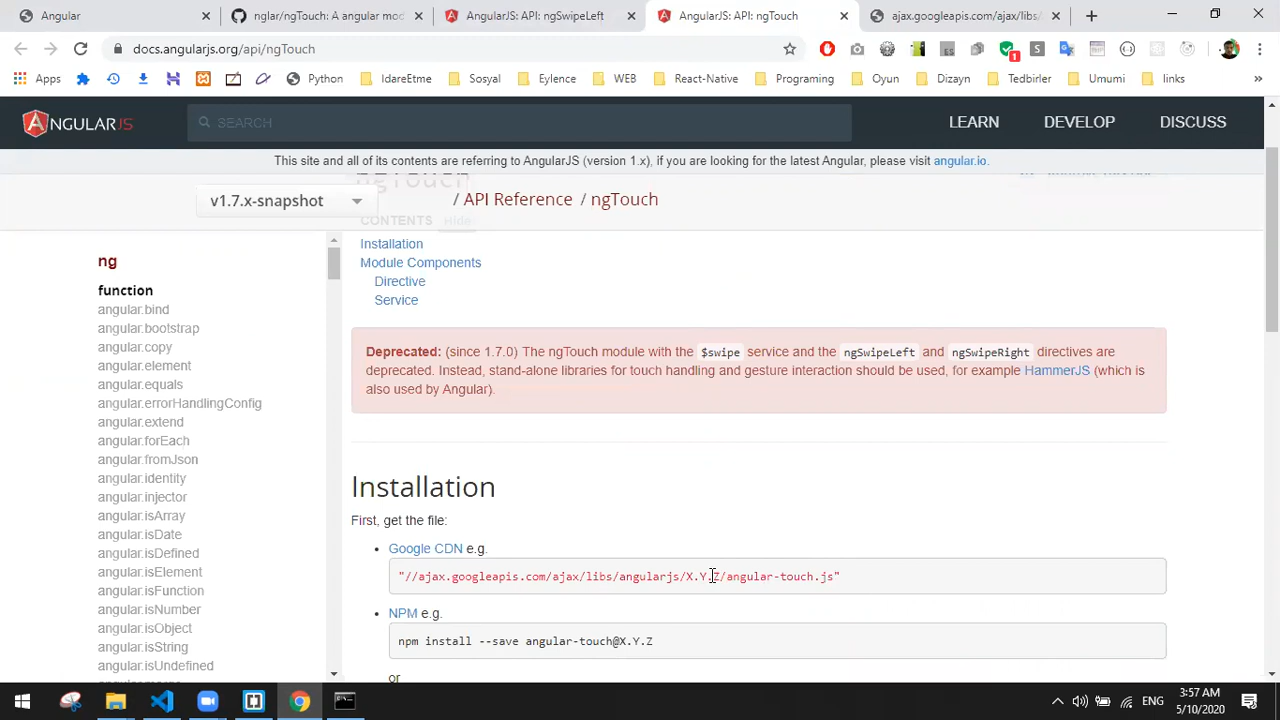 Angular
nglar/ngTouch: A angular mod
AngularJS: API: ngSwipeLeft
AngularJS: API: ngTouch
ajax.googleapis.com/ajax/libs/
docs.angularjs.org/api/ngTouch
1
Apps
Python
IdareEtme
Sosyal
Eylence
WEB
React-Native
Programing
Oyun
Dizayn
Tedbirler
Umumi
links
ANGULARJS
SEARCH
LEARN
DEVELOP
DISCUSS
This site and all of its contents are referring to AngularJS (version 1.x), if you are looking for the latest Angular, please visit angular.io.
ngTouch
v1.7.x-snapshot
/ API Reference / ngTouch
CONTENTS Hide
Installation
Module Components
Directive
Service
ng
function
angular.bind
angular.bootstrap
angular.copy
angular.element
angular.equals
angular.errorHandlingConfig
angular.extend
angular.forEach
angular.fromJson
angular.identity
angular.injector
angular.isArray
angular.isDate
angular.isDefined
angular.isElement
angular.isFunction
angular.isNumber
angular.isObject
angular.isString
angular.isUndefined
Deprecated: (since 1.7.0) The ngTouch module with the $swipe service and the ngSwipeLeft and ngSwipeRight directives are
deprecated. Instead, stand-alone libraries for touch handling and gesture interaction should be used, for example HammerJS (which is
also used by Angular).
Installation
First, get the file:
• Google CDN e.g.
"//ajax.googleapis.com/ajax/libs/angularjs/X.Y.Z/angular-touch.js"
• NPM e.g.
npm install --save angular-touch@X.Y.Z
or
ENG
3:57 AM
5/10/2020